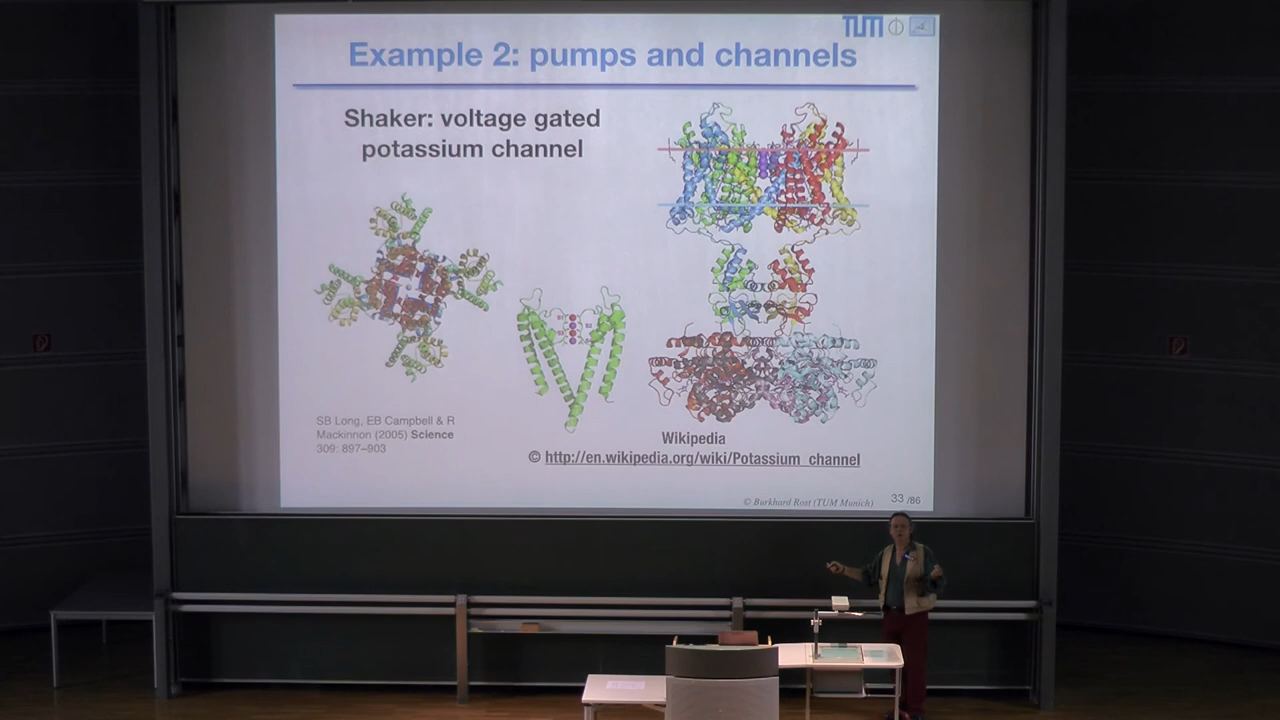 TUM
Example 2: pumps and channels
Shaker: voltage gated
potassium channel
SB Long, EB Campbell & R
Mackinnon (2005) Science
309: 897–903
Wikipedia
© http://en.wikipedia.org/wiki/Potassium_channel
© Burkhard Rost (TUM Munich)
33 /86